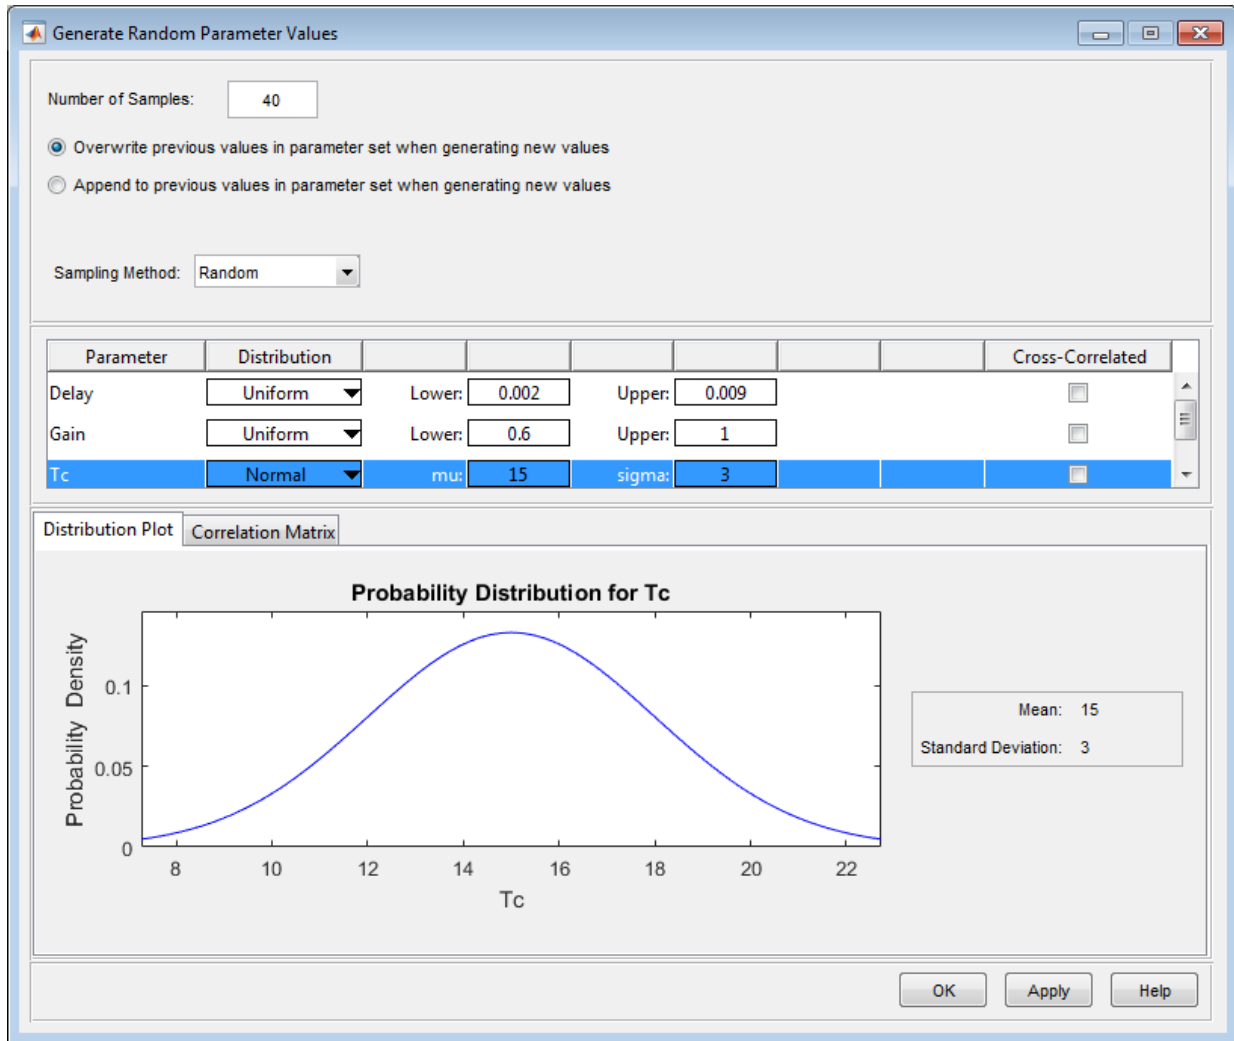 Generate Random Parameter Values
Number of Samples: 40
Overwrite previous values in parameter set when generating new values
Append to previous values in parameter set when generating new values
Sampling Method: Random
Parameter Distribution Cross-Correlated
Delay Uniform Lower: 0.002 Upper: 0.009
Gain Uniform Lower: 0.6 Upper: 1
Tc Normal mu: 15 sigma: 3
Distribution Plot Correlation Matrix
Probability Distribution for Tc
Probability Density
0.1
0.05
0
8 10 12 14 16 18 20 22
Tc
Mean: 15
Standard Deviation: 3
OK Apply Help